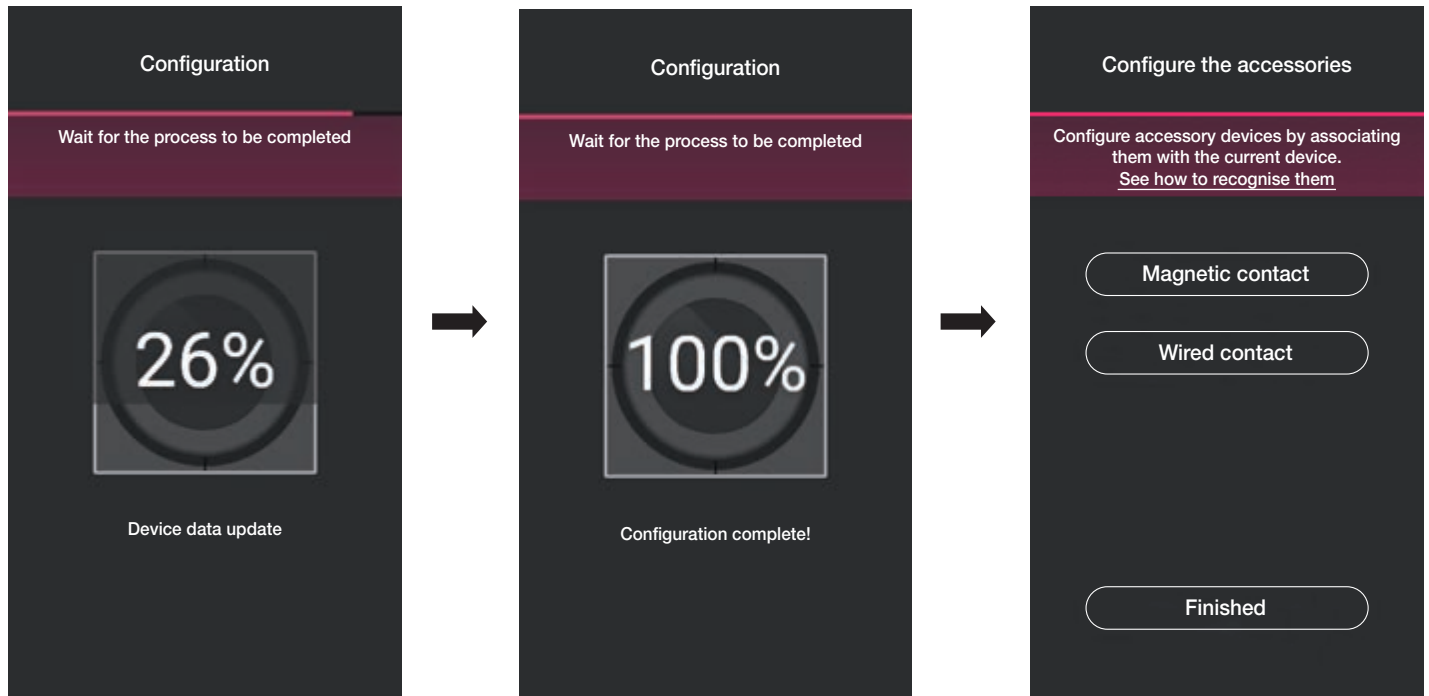 Configuration
Wait for the process to be completed
26%
Device data update
Configuration
Wait for the process to be completed
100%
Configuration complete!
Configure the accessories
Configure accessory devices by associating
them with the current device.
See how to recognise them
Magnetic contact
Wired contact
Finished